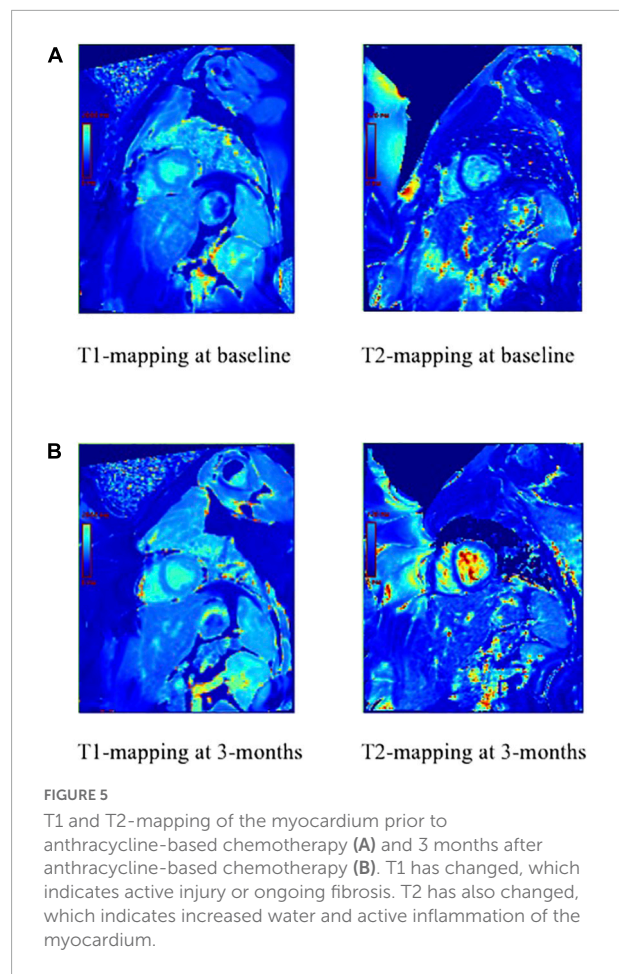 A
T1-mapping at baseline
T2-mapping at baseline
B
T1-mapping at 3-months
T2-mapping at 3-months
FIGURE 5
T1 and T2-mapping of the myocardium prior to
anthracycline-based chemotherapy (A) and 3 months after
anthracycline-based chemotherapy (B). T1 has changed, which
indicates active injury or ongoing fibrosis. T2 has also changed,
which indicates increased water and active inflammation of the
myocardium.